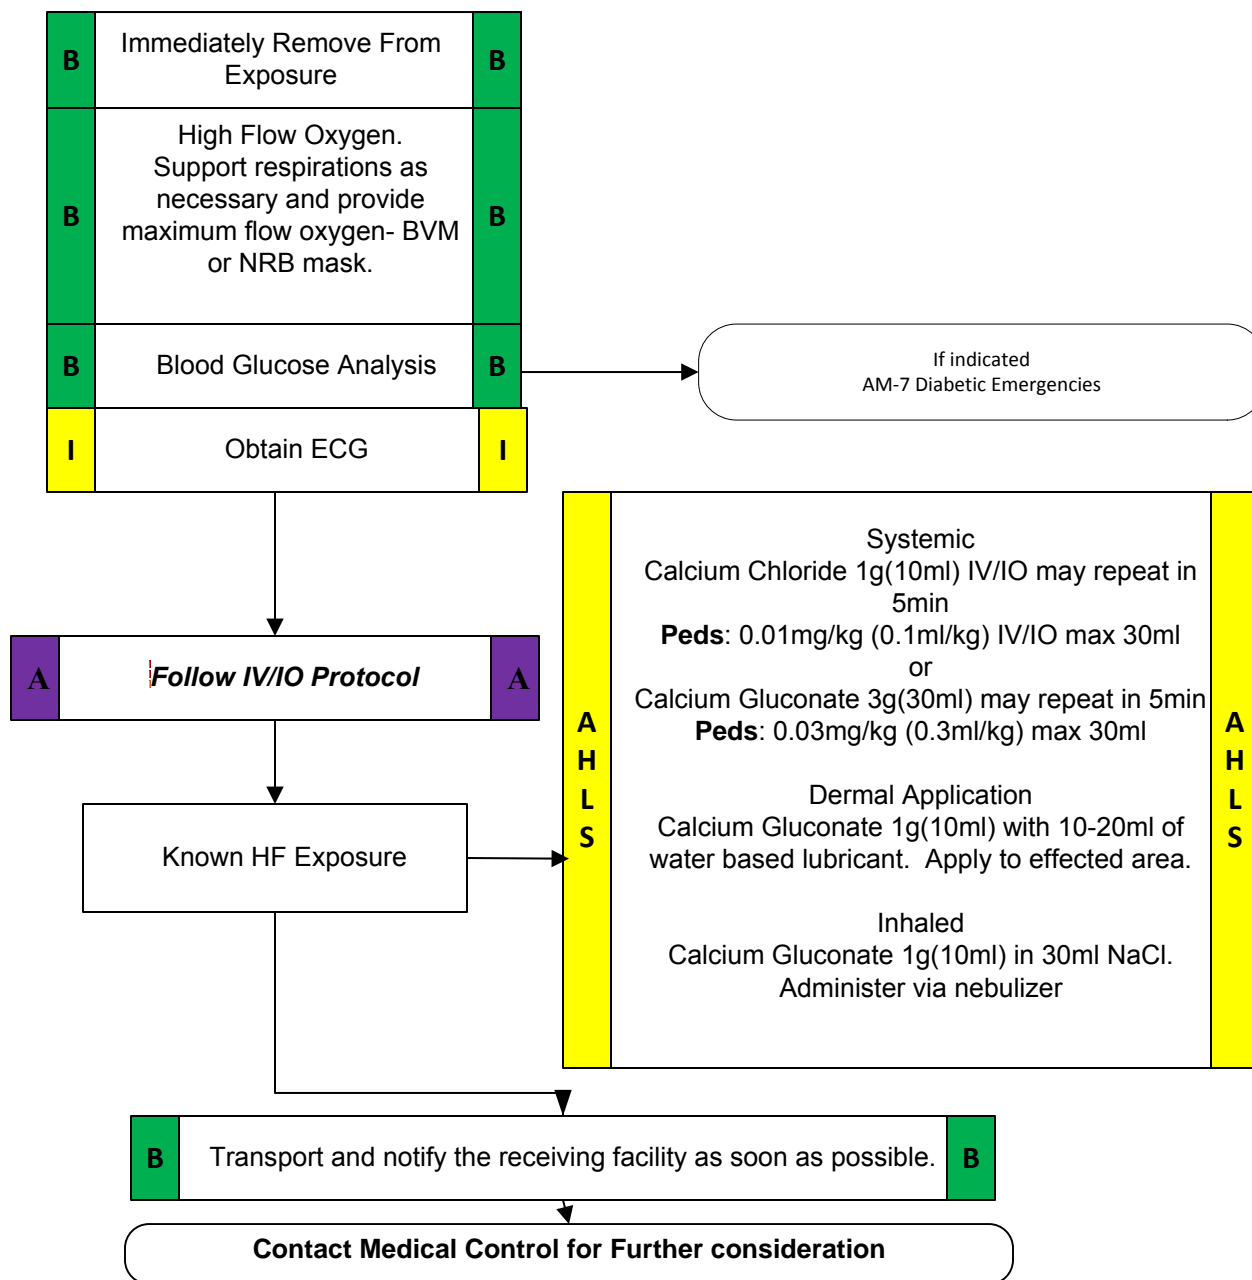 B
Immediately Remove From
Exposure
B
B
High Flow Oxygen.
Support respirations as
necessary and provide
maximum flow oxygen- BVM
or NRB mask.
B
B
Blood Glucose Analysis
B
If indicated
AM-7 Diabetic Emergencies
I
Obtain ECG
I
A
Follow IV/IO Protocol
A
Known HF Exposure
A
H
L
S
Systemic
Calcium Chloride 1g(10ml) IV/IO may repeat in
5min
Peds: 0.01mg/kg (0.1ml/kg) IV/IO max 30ml
or
Calcium Gluconate 3g(30ml) may repeat in 5min
Peds: 0.03mg/kg (0.3ml/kg) max 30ml
Dermal Application
Calcium Gluconate 1g(10ml) with 10-20ml of
water based lubricant.  Apply to effected area.
Inhaled
Calcium Gluconate 1g(10ml) in 30ml NaCl.
Administer via nebulizer
A
H
L
S
B
Transport and notify the receiving facility as soon as possible.
B
Contact Medical Control for Further consideration